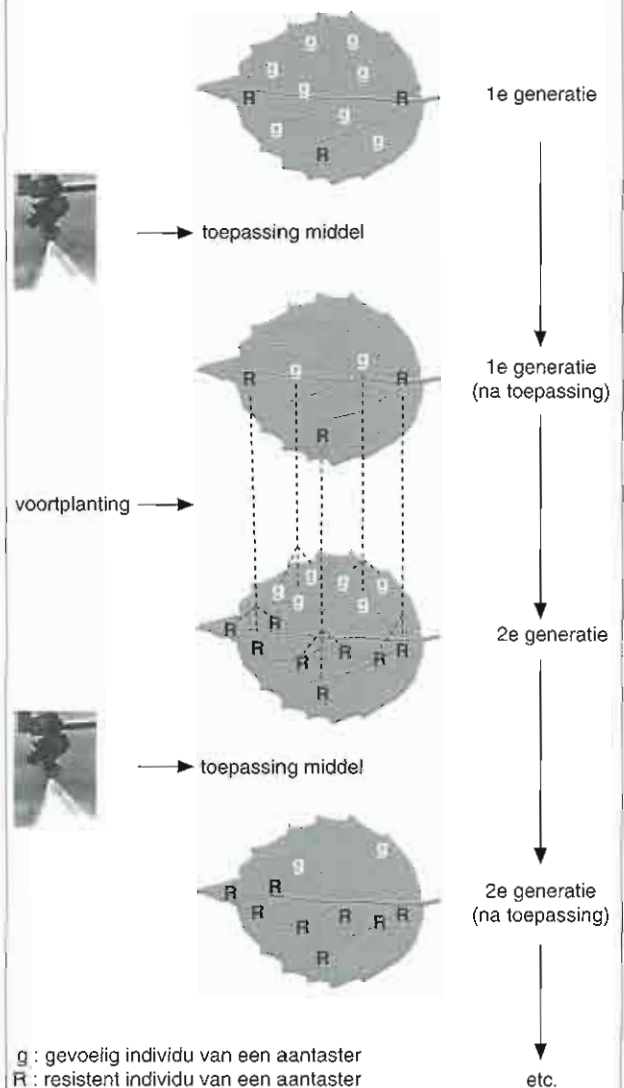 g g
g g
g
R R 1e generatie
g
g
g
R
toepassing middel
g g
1e generatie
R R
(na toepassing)
R
voortplanting
g g g g
g g
R R
2e generatie
R R R
R R
R
toepassing middel
g
g
R R
2e generatie
R R R
(na toepassing)
R R
R
g : gevoelig individu van een aantaster
R : resistent individu van een aantaster
etc.